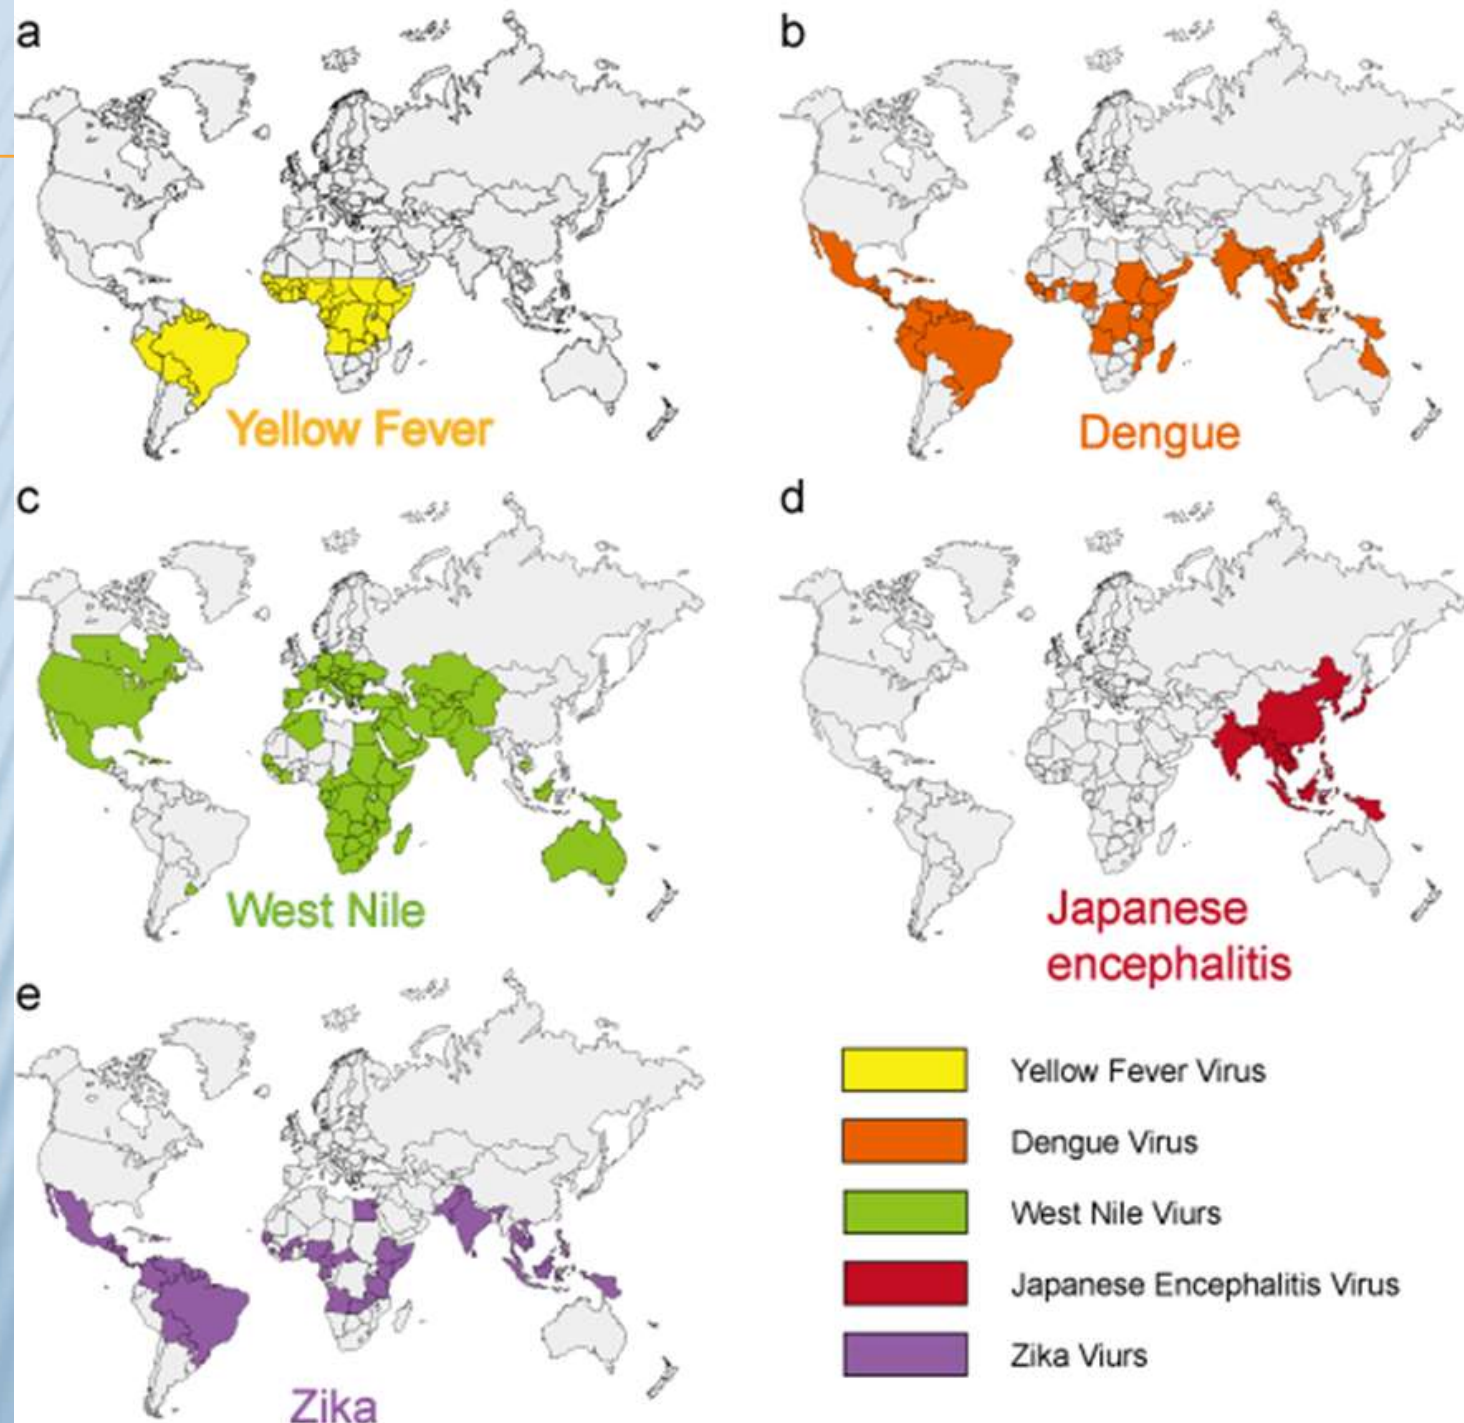 a
b
Yellow Fever
Dengue
c
d
West Nile
Japanese
encephalitis
e
Zika
Yellow Fever Virus
Dengue Virus
West Nile Viurs
Japanese Encephalitis Virus
Zika Viurs